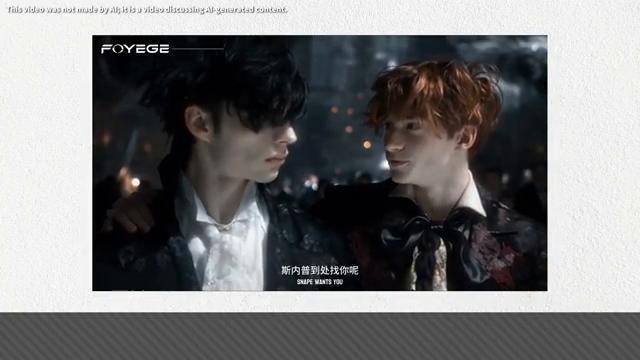 This video was not made by AI; it is a video discussing AI-generated content.
FOYEGE
斯内普到处找你呢
SNAPE WANTS YOU